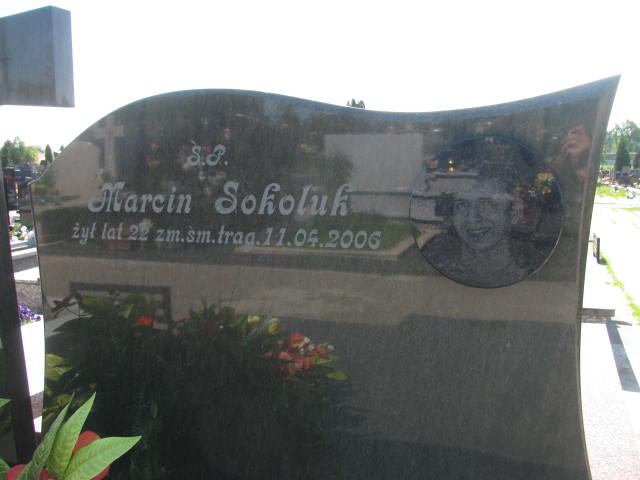 Ś.P.
Marcin Sokoluk
żył lat 22 zm.śm.trag.11.04.2006